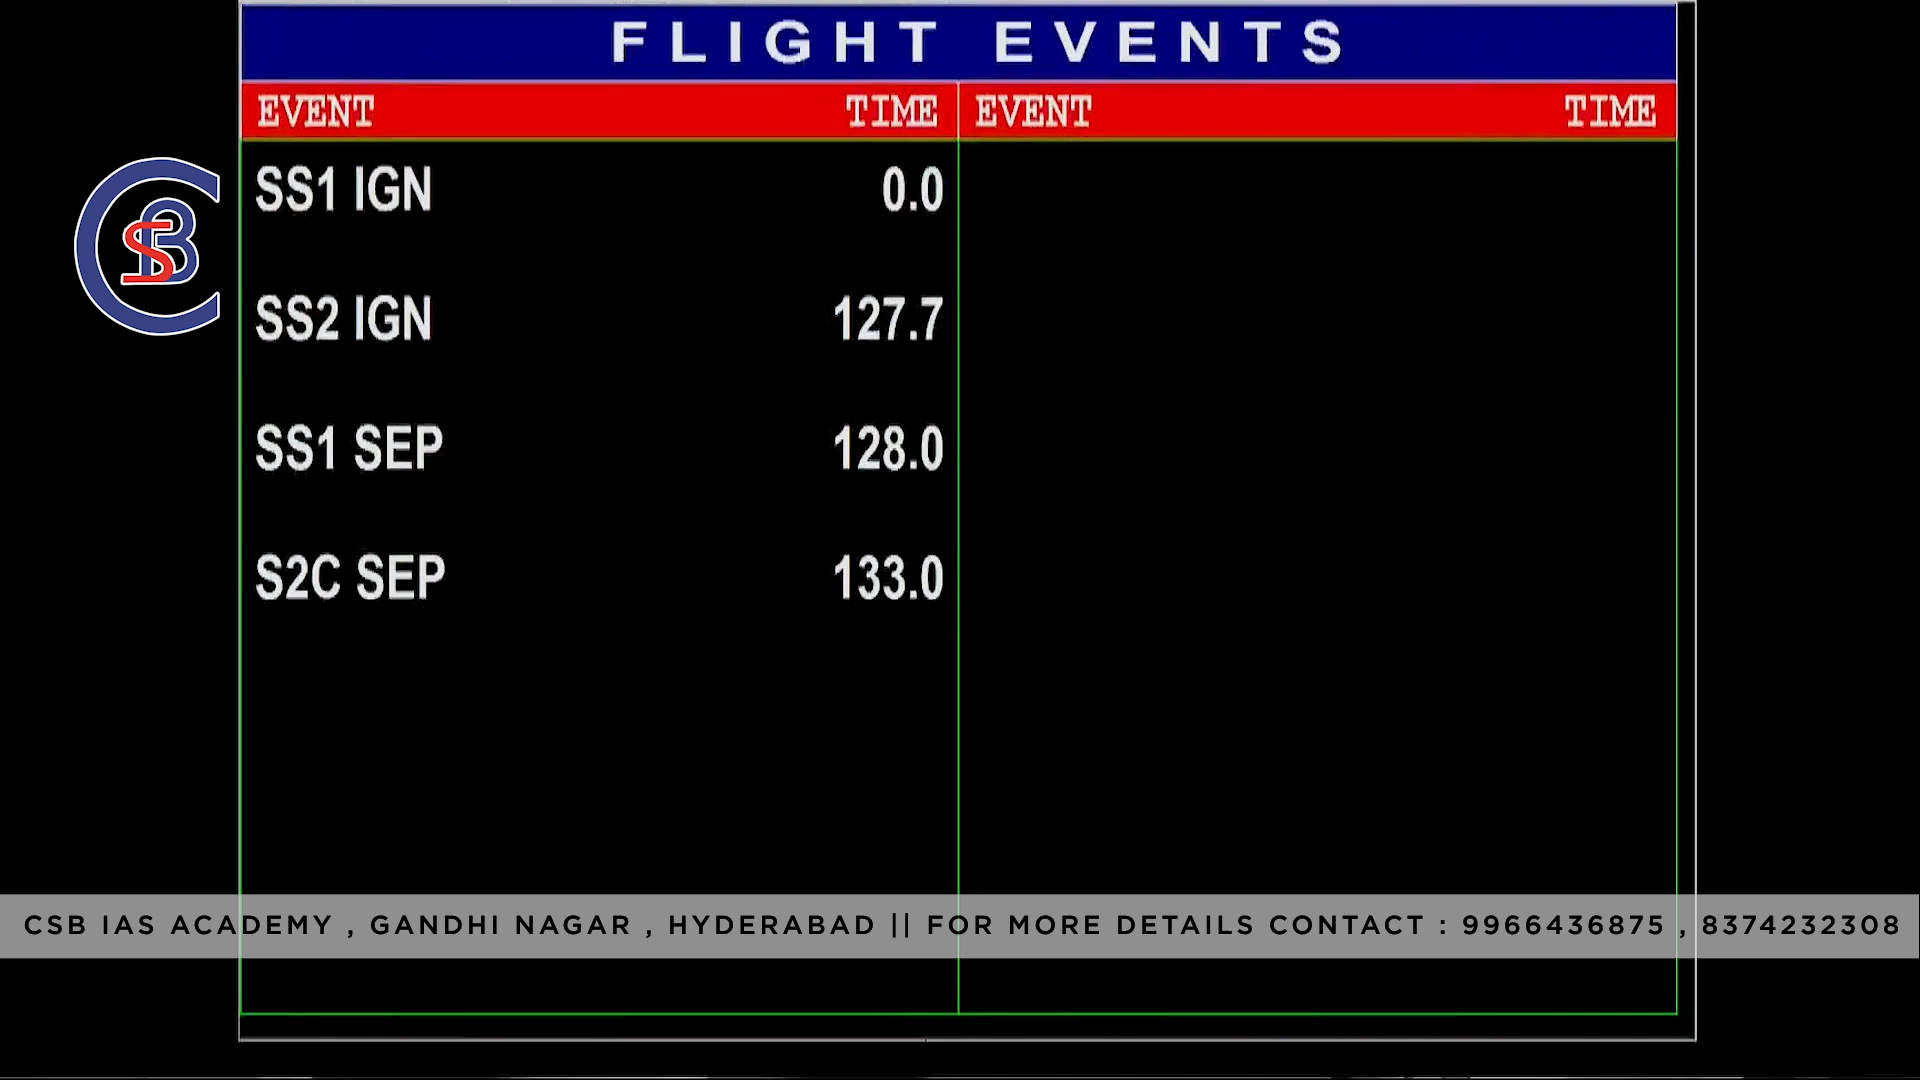 FLIGHT EVENTS
EVENT TIME EVENT TIME
SS1 IGN 0.0
SS2 IGN 127.7
SS1 SEP 128.0
S2C SEP 133.0
CSB
CSB IAS ACADEMY , GANDHI NAGAR , HYDERABAD || FOR MORE DETAILS CONTACT : 9966436875 , 8374232308